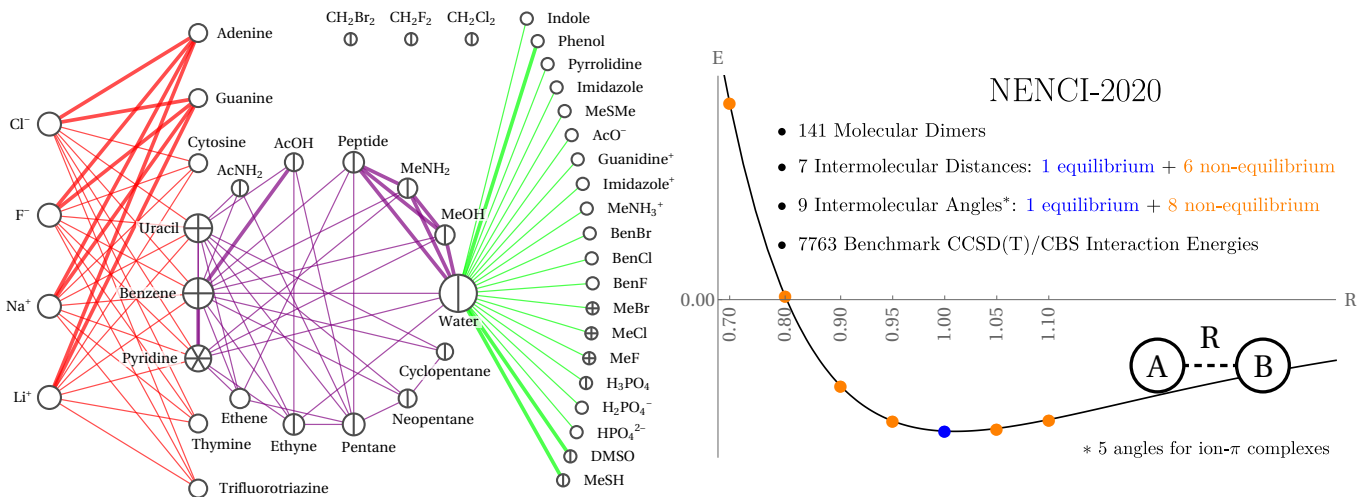 CH₂Br₂ CH₂F₂ CH₂Cl₂
Adenine
Guanine
Cl⁻
Cytosine
F⁻
Na⁺
Li⁺
AcNH₂
AcOH
Peptide
MeNH₂
MeOH
Uracil
Benzene
Water
Pyridine
Cyclopentane
Ethene
Neopentane
Ethyne
Pentane
Thymine
Trifluorotriazine
Indole
Phenol
Pyrrolidine
Imidazole
MeSMe
AcO⁻
Guanidine⁺
Imidazole⁺
MeNH₃⁺
BenBr
BenCl
BenF
MeBr
MeCl
MeF
H₃PO₄
H₂PO₄⁻
HPO₄²⁻
DMSO
MeSH
E
NENCI-2020
• 141 Molecular Dimers
• 7 Intermolecular Distances: 1 equilibrium + 6 non-equilibrium
• 9 Intermolecular Angles*: 1 equilibrium + 8 non-equilibrium
• 7763 Benchmark CCSD(T)/CBS Interaction Energies
0.00
R
0.70 0.80 0.90 0.95 1.00 1.05 1.10
R
A B
* 5 angles for ion-π complexes